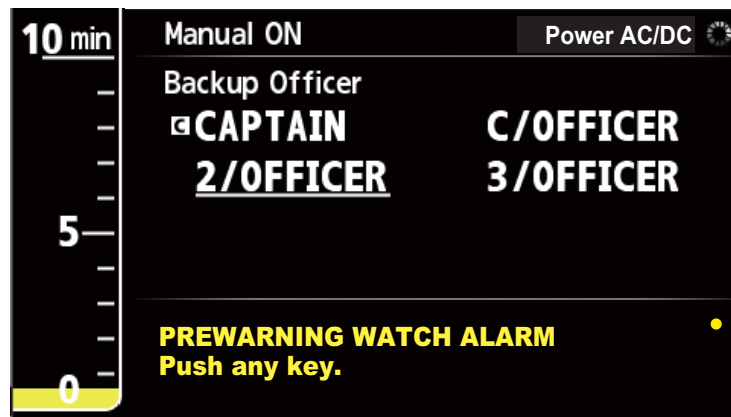 10 min
Manual ON Power AC/DC
Backup Officer
C CAPTAIN C/OFFICER
2/OFFICER 3/OFFICER
5
PREWARNING WATCH ALARM
Push any key.
0